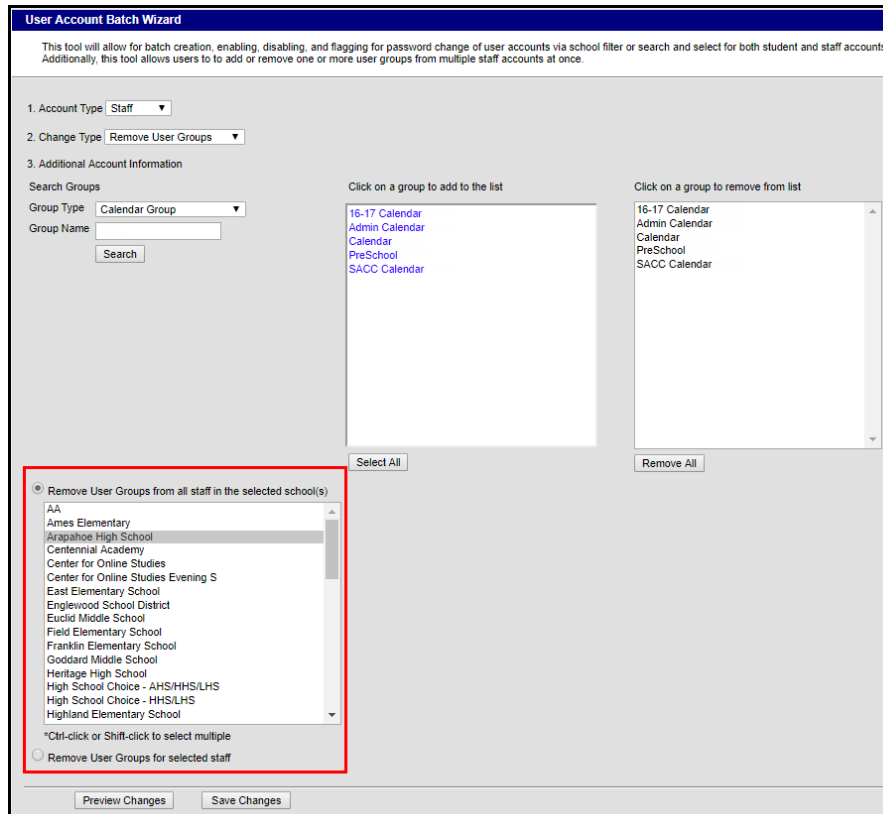 User Account Batch Wizard
This tool will allow for batch creation, enabling, disabling, and flagging for password change of user accounts via school filter or search and select for both student and staff accounts
Additionally, this tool allows users to to add or remove one or more user groups from multiple staff accounts at once.
1. Account Type Staff
2. Change Type Remove User Groups
3. Additional Account Information
Search Groups
Group Type Calendar Group
Group Name
Search
Click on a group to add to the list
16-17 Calendar
Admin Calendar
Calendar
PreSchool
SACC Calendar
Select All
Click on a group to remove from list
16-17 Calendar
Admin Calendar
Calendar
PreSchool
SACC Calendar
Remove All
Remove User Groups from all staff in the selected school(s)
AA
Ames Elementary
Arapahoe High School
Centennial Academy
Center for Online Studies
Center for Online Studies Evening S
East Elementary School
Englewood School District
Euclid Middle School
Field Elementary School
Franklin Elementary School
Goddard Middle School
Heritage High School
High School Choice - AHS/HHS/LHS
High School Choice - HHS/LHS
Highland Elementary School
*Ctrl-click or Shift-click to select multiple
Remove User Groups for selected staff
Preview Changes Save Changes